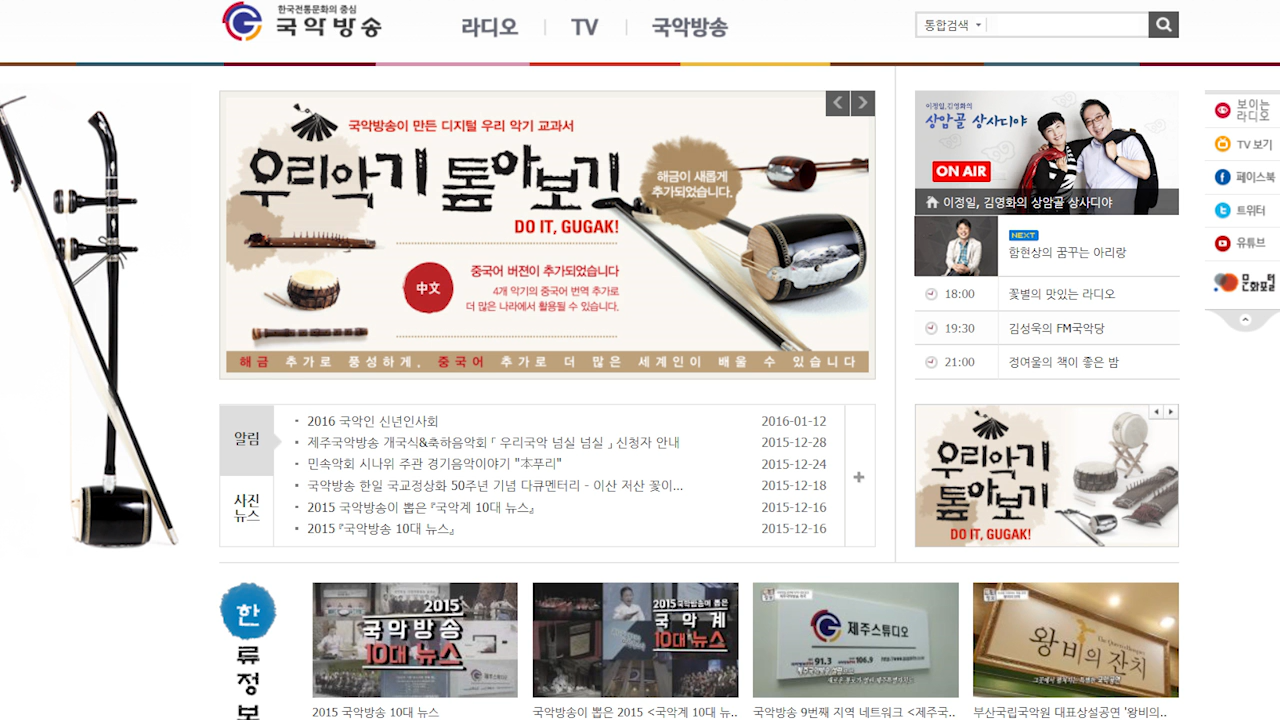 한국전통문화의 중심
국악방송
라디오
TV
국악방송
통합검색
국악방송이 만든 디지털 우리 악기 교과서
우리악기 톺아보기
해금이 새롭게
추가되었습니다.
DO IT, GUGAK!
中文
중국어 버젼이 추가되었습니다
4개 악기의 중국어 번역 추가로
더 많은 나라에서 활용될 수 있습니다.
해금 추가로 풍성하게, 중국어 추가로 더 많은 세계인이 배울 수 있습니다
이정일, 김영화의
상암골 상사디야
ON AIR
이정일, 김영화의 상암골 상사디야
NEXT
함현상의 꿈꾸는 아리랑
18:00 꽃별의 맛있는 라디오
19:30 김성욱의 FM국악당
21:00 정여울의 책이 좋은 밤
보이는
라디오
TV 보기
페이스북
트위터
유튜브
문화포털
알림
사진
뉴스
2016 국악인 신년인사회 2016-01-12
제주국악방송 개국식&축하음악회 「 우리국악 넘실 넘실 」 신청자 안내 2015-12-28
민속악회 시나위 주관 경기음악이야기 "本푸리" 2015-12-24
국악방송 한일 국교정상화 50주년 기념 다큐멘터리 - 이산 저산 꽃이... 2015-12-18
2015 국악방송이 뽑은 『국악계 10대 뉴스』 2015-12-16
2015 『국악방송 10대 뉴스』 2015-12-16
우리악기
톺아보기
DO IT, GUGAK!
한
류
정
보
2015
국악방송
10대 뉴스
2015 국악방송이 뽑은
국악계
10대 뉴스
제주스튜디오
91.3
106.9
왕비의 잔치
The Queen's Banquet
2015 국악방송 10대 뉴스
국악방송이 뽑은 2015 <국악계 10대 뉴..
국악방송 9번째 지역 네트워크 <제주국..
부산국립국악원 대표상설공연 '왕비의..